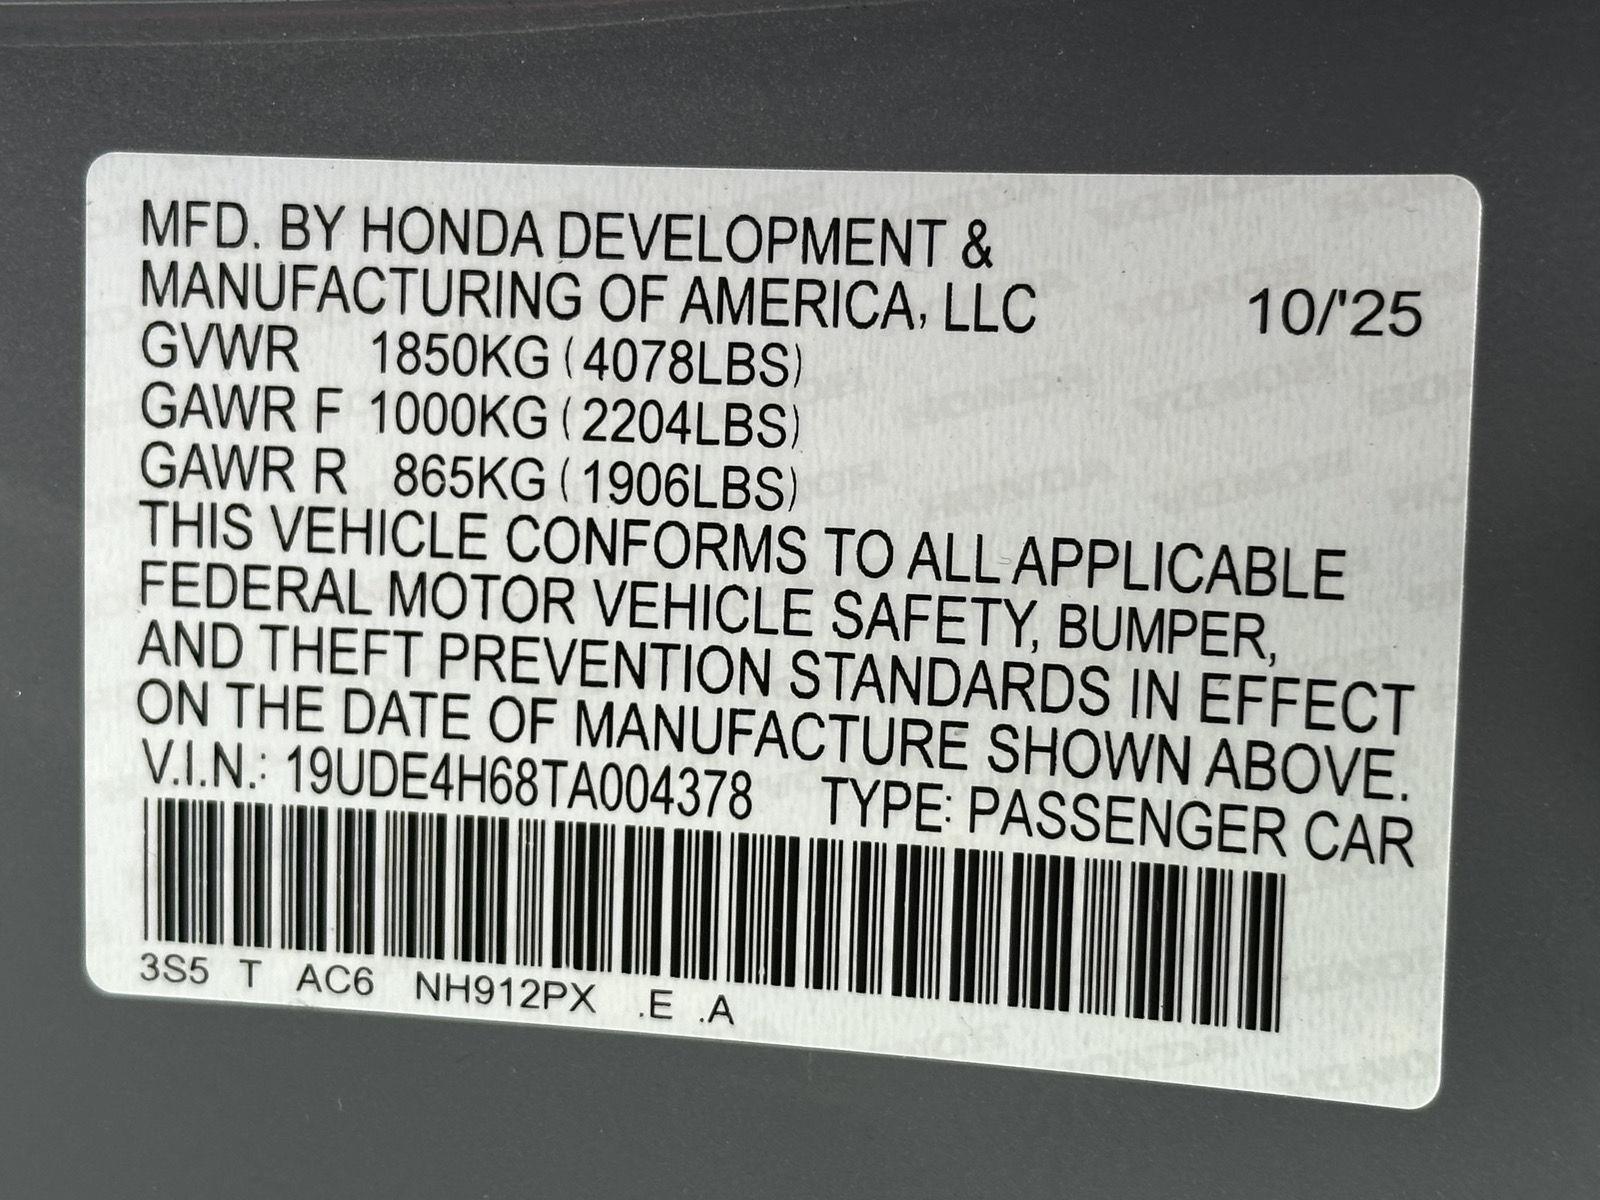 MFD. BY HONDA DEVELOPMENT &
MANUFACTURING OF AMERICA, LLC 10/'25
GVWR 1850KG (4078LBS)
GAWR F 1000KG (2204LBS)
GAWR R 865KG (1906LBS)
THIS VEHICLE CONFORMS TO ALL APPLICABLE
FEDERAL MOTOR VEHICLE SAFETY, BUMPER,
AND THEFT PREVENTION STANDARDS IN EFFECT
ON THE DATE OF MANUFACTURE SHOWN ABOVE.
V.I.N.: 19UDE4H68TA004378 TYPE: PASSENGER CAR
3S5 T AC6 NH912PX .E .A